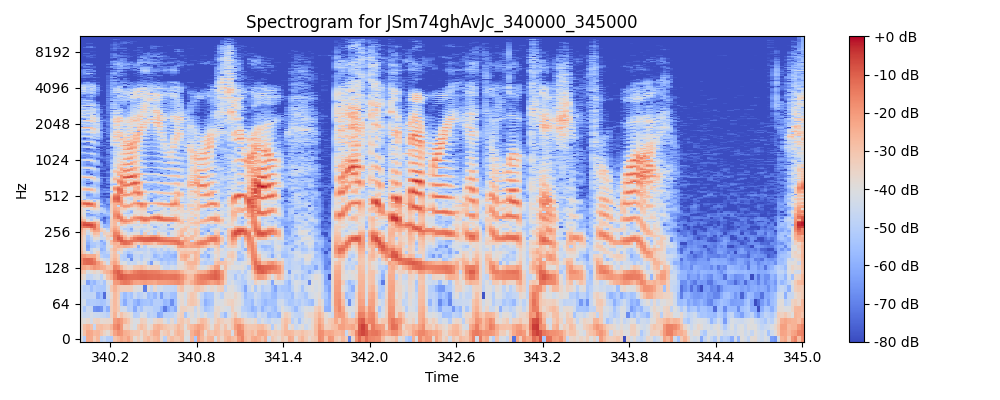 Spectrogram for JSm74ghAvJc_340000_345000
8192
4096
2048
1024
512
256
128
64
0
Hz
340.2 340.8 341.4 342.0 342.6 343.2 343.8 344.4 345.0
Time
+0 dB
-10 dB
-20 dB
-30 dB
-40 dB
-50 dB
-60 dB
-70 dB
-80 dB